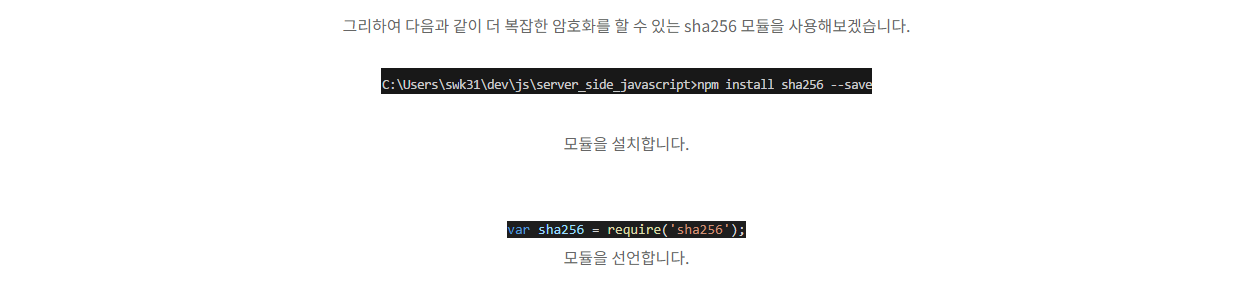 그리하여 다음과 같이 더 복잡한 암호화를 할 수 있는 sha256 모듈을 사용해보겠습니다.
C:\Users\swk31\dev\js\server_side_javascript>npm install sha256 --save
모듈을 설치합니다.
var sha256 = require('sha256');
모듈을 선언합니다.